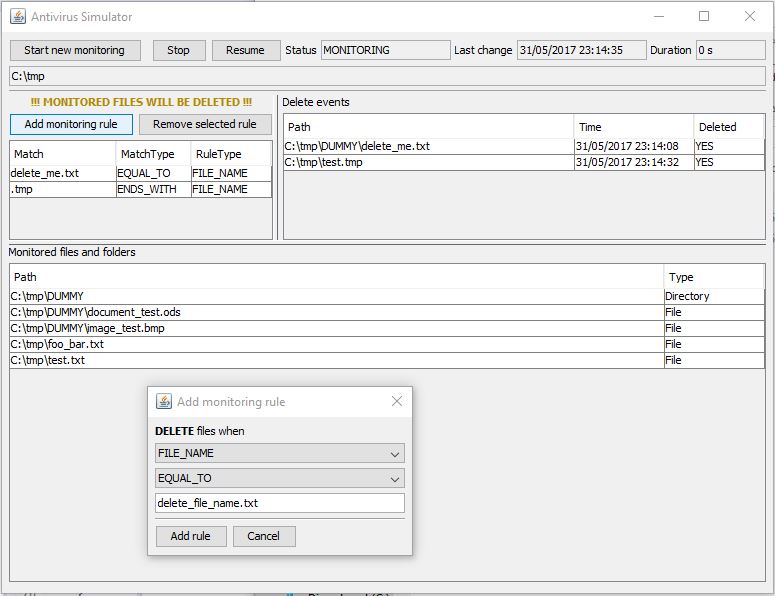 Antivirus Simulator
Start new monitoring Stop Resume Status MONITORING Last change 31/05/2017 23:14:35 Duration 0 s
C:\tmp
!!! MONITORED FILES WILL BE DELETED !!!
Add monitoring rule Remove selected rule
Match MatchType RuleType
delete_me.txt EQUAL_TO FILE_NAME
.tmp ENDS_WITH FILE_NAME
Delete events
Path Time Deleted
C:\tmp\DUMMY\delete_me.txt 31/05/2017 23:14:08 YES
C:\tmp\test.tmp 31/05/2017 23:14:32 YES
Monitored files and folders
Path Type
C:\tmp\DUMMY Directory
C:\tmp\DUMMY\document_test.ods File
C:\tmp\DUMMY\image_test.bmp File
C:\tmp\foo_bar.txt File
C:\tmp\test.txt File
Add monitoring rule
DELETE files when
FILE_NAME
EQUAL_TO
delete_file_name.txt
Add rule Cancel